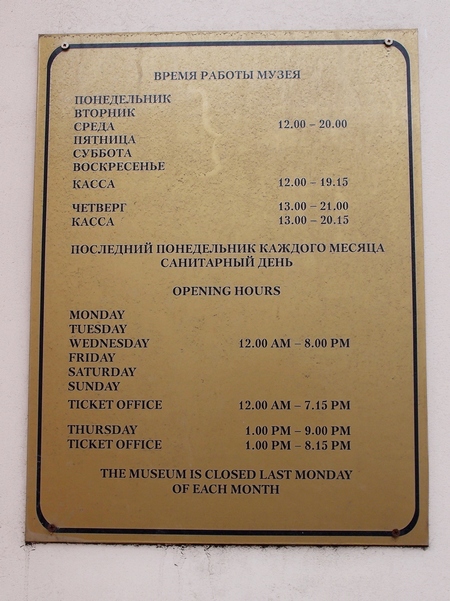 ВРЕМЯ РАБОТЫ МУЗЕЯ
ПОНЕДЕЛЬНИК
ВТОРНИК
СРЕДА 12.00 – 20.00
ПЯТНИЦА
СУББОТА
ВОСКРЕСЕНЬЕ
КАССА 12.00 – 19.15
ЧЕТВЕРГ 13.00 – 21.00
КАССА 13.00 – 20.15
ПОСЛЕДНИЙ ПОНЕДЕЛЬНИК КАЖДОГО МЕСЯЦА
САНИТАРНЫЙ ДЕНЬ
OPENING HOURS
MONDAY
TUESDAY
WEDNESDAY 12.00 AM – 8.00 PM
FRIDAY
SATURDAY
SUNDAY
TICKET OFFICE 12.00 AM – 7.15 PM
THURSDAY 1.00 PM – 9.00 PM
TICKET OFFICE 1.00 PM – 8.15 PM
THE MUSEUM IS CLOSED LAST MONDAY
OF EACH MONTH